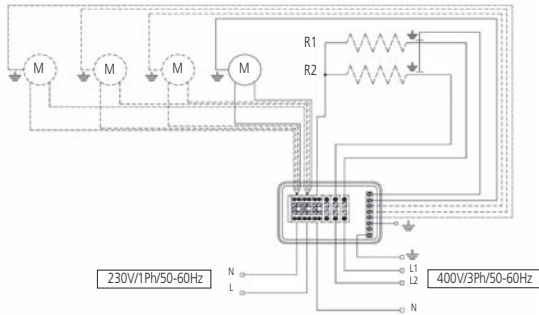 R1
R2
M M M M
N
L
230V/1Ph/50-60Hz
L1
L2
400V/3Ph/50-60Hz
N